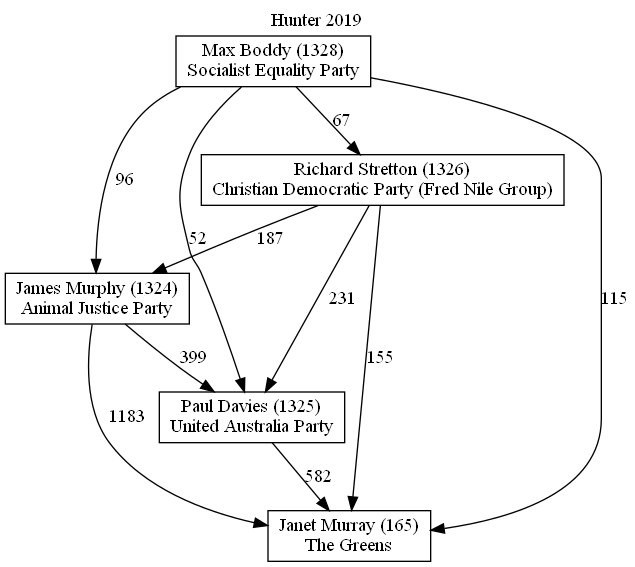 Hunter 2019
Max Boddy (1328)
Socialist Equality Party
67
Richard Stretton (1326)
Christian Democratic Party (Fred Nile Group)
96
52
187
James Murphy (1324)
Animal Justice Party
231
115
399
155
Paul Davies (1325)
United Australia Party
1183
582
Janet Murray (165)
The Greens